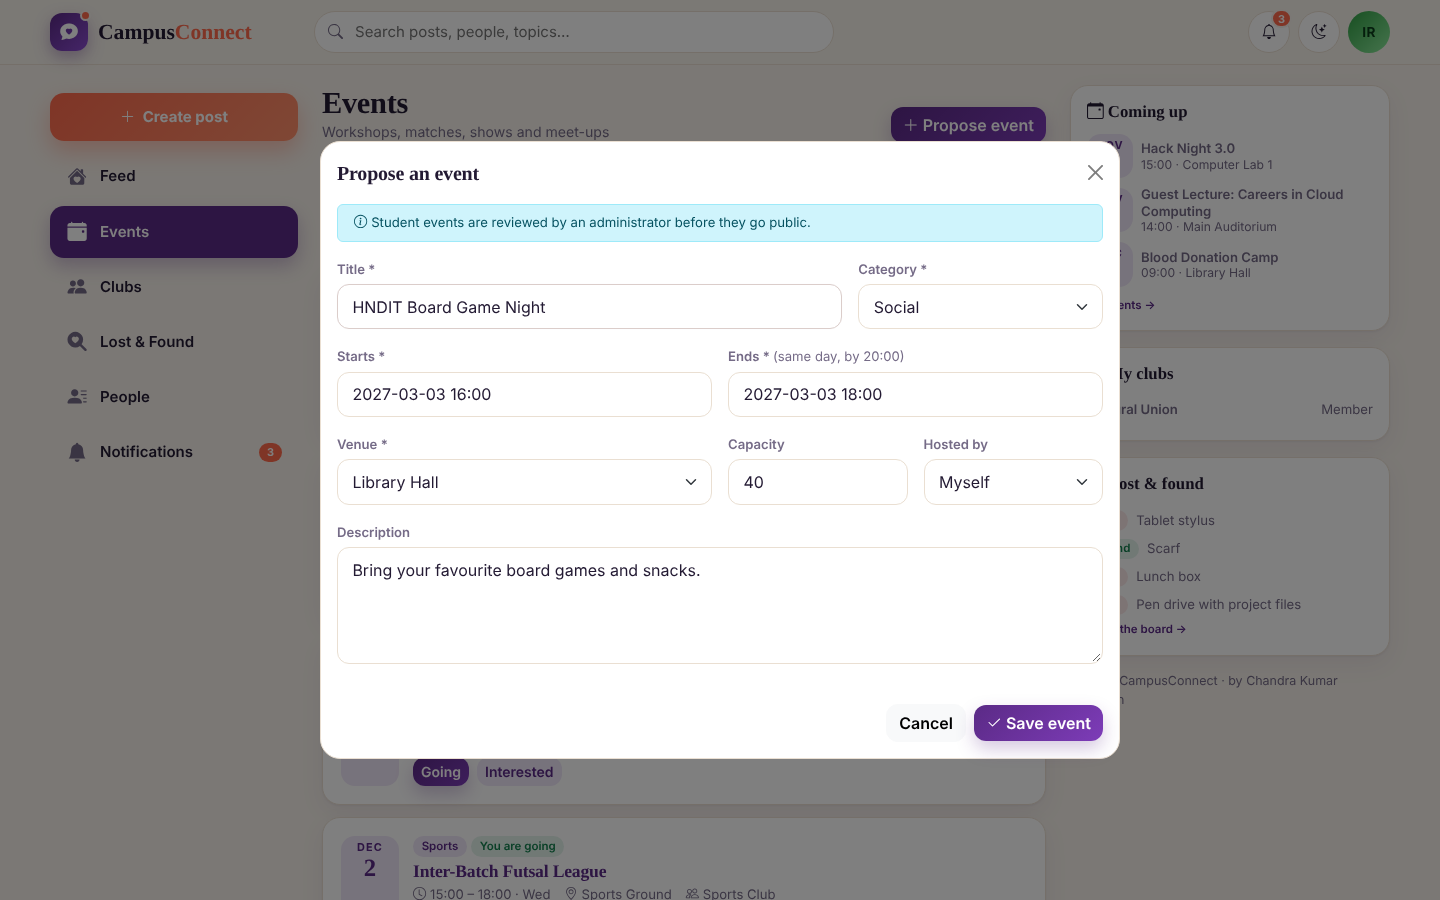 CampusConnect
Search posts, people, topics...
3
IR
Create post
Feed
Events
Clubs
Lost & Found
People
Notifications
3
Events
Workshops, matches, shows and meet-ups
Propose event
Propose an event
Student events are reviewed by an administrator before they go public.
Title *
Category *
HNDIT Board Game Night
Social
Starts *
Ends * (same day, by 20:00)
2027-03-03 16:00
2027-03-03 18:00
Venue *
Capacity
Hosted by
Library Hall
40
Myself
Description
Bring your favourite board games and snacks.
Cancel
Save event
Going
Interested
DEC
2
Sports
You are going
Inter-Batch Futsal League
15:00 – 18:00 · Wed
Sports Ground
Sports Club
Coming up
Hack Night 3.0
15:00 · Computer Lab 1
Guest Lecture: Careers in Cloud
Computing
14:00 · Main Auditorium
Blood Donation Camp
09:00 · Library Hall
→
clubs
Union
Member
& found
Tablet stylus
Scarf
Lunch box
Pen drive with project files
the board →
CampusConnect · by Chandra Kumar